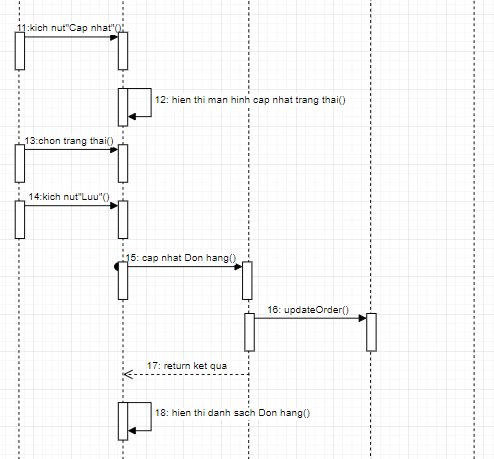 11:kich nut"Cap nhat"()
12: hien thi man hinh cap nhat trang thai()
13:chon trang thai()
14:kich nut"Luu"()
15: cap nhat Don hang()
16: updateOrder()
17: return ket qua
18: hien thi danh sach Don hang()